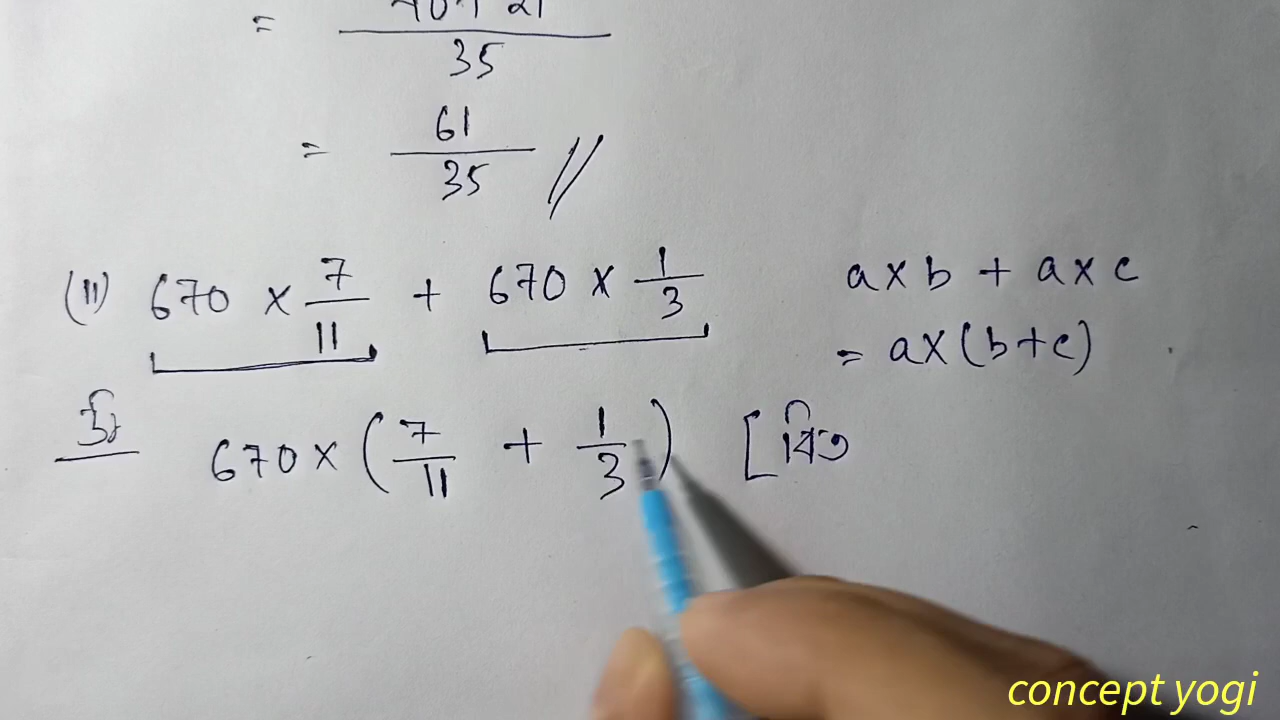 =
35
= 61
35 //
(II) 670 × 7/11 + 670 × 1/3
a×b + a×c
= a×(b+c)
উঃ 670 × (7/11 + 1/3)
concept yogi